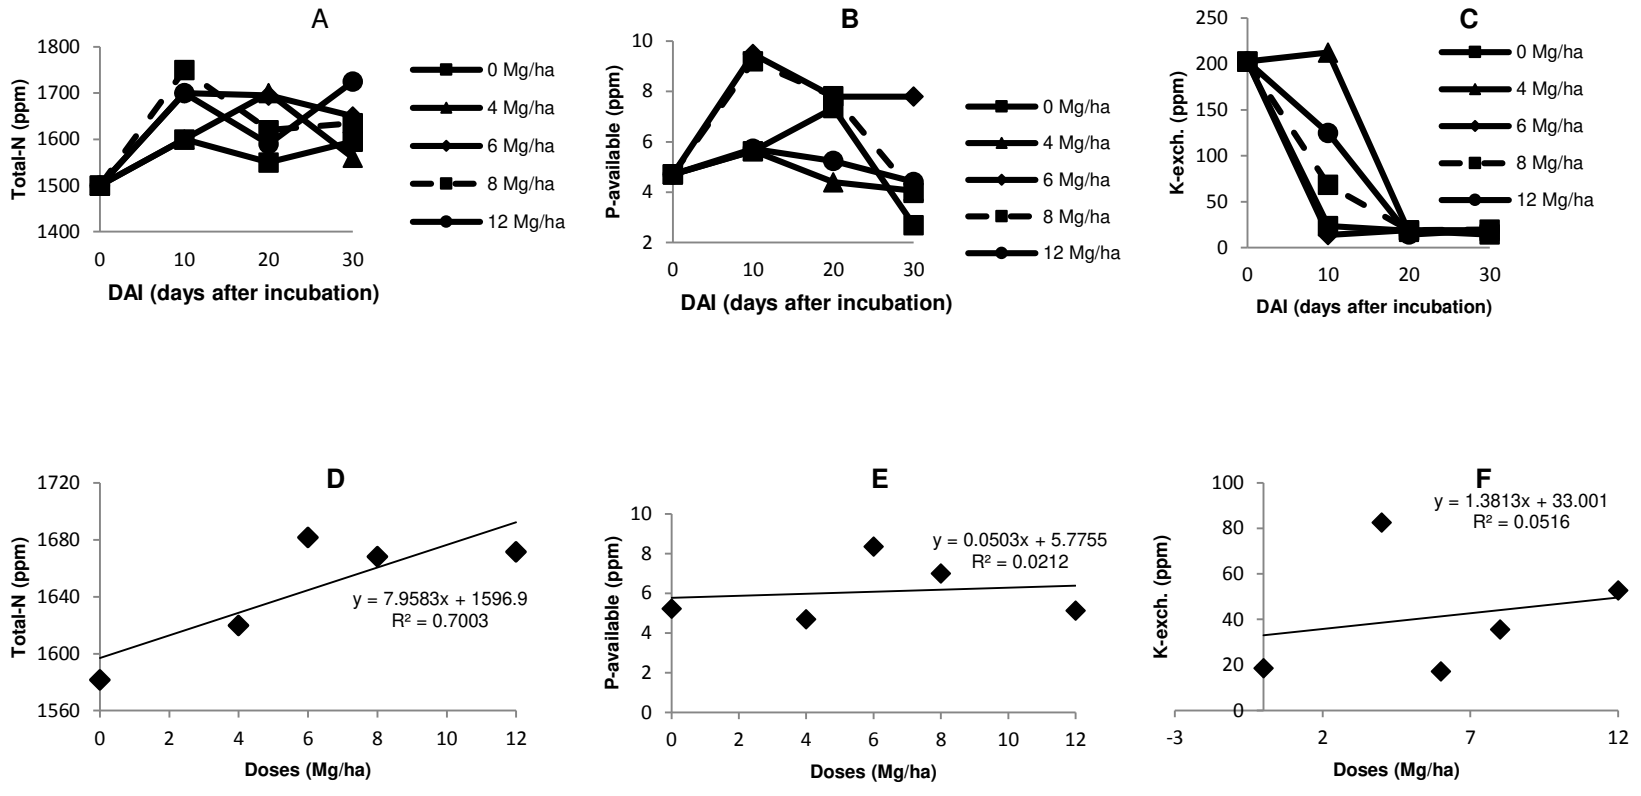 A
Total-N (ppm)
1800
1700
1600
1500
1400
0 10 20 30
DAI (days after incubation)
0 Mg/ha
4 Mg/ha
6 Mg/ha
8 Mg/ha
12 Mg/ha
B
P-available (ppm)
10
8
6
4
2
0 10 20 30
DAI (days after incubation)
0 Mg/ha
4 Mg/ha
6 Mg/ha
8 Mg/ha
12 Mg/ha
C
K-exch. (ppm)
250
200
150
100
50
0
0 10 20 30
DAI (days after incubation)
0 Mg/ha
4 Mg/ha
6 Mg/ha
8 Mg/ha
12 Mg/ha
D
Total-N (ppm)
1720
1680
1640
1600
1560
y = 7.9583x + 1596.9
R² = 0.7003
0 2 4 6 8 10 12
Doses (Mg/ha)
E
P-available (ppm)
10
8
6
4
2
0
y = 0.0503x + 5.7755
R² = 0.0212
0 2 4 6 8 10 12
Doses (Mg/ha)
F
K-exch. (ppm)
100
80
60
40
20
0
y = 1.3813x + 33.001
R² = 0.0516
-3 2 7 12
Doses (Mg/ha)